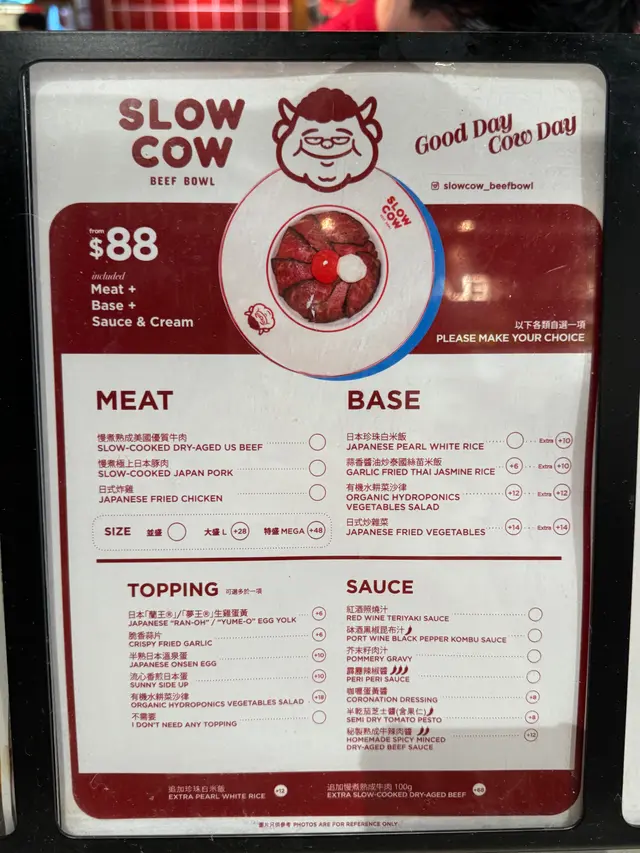 SLOW
COW
BEEF BOWL
Good Day
Cow Day
slowcow_beefbowl
from
$88
included
Meat +
Base +
Sauce & Cream
SLOW
COW
以下各類自選一項
PLEASE MAKE YOUR CHOICE
MEAT
慢煮熟成美國優質牛肉
SLOW-COOKED DRY-AGED US BEEF
慢煮極上日本豚肉
SLOW-COOKED JAPAN PORK
日式炸雞
JAPANESE FRIED CHICKEN
SIZE 並盛 大盛 L +28 特盛 MEGA +48
BASE
日本珍珠白米飯
JAPANESE PEARL WHITE RICE Extra +10
蒜香醬油炒泰國絲苗米飯
GARLIC FRIED THAI JASMINE RICE +6 Extra +10
有機水耕菜沙律
ORGANIC HYDROPONICS +12 Extra +12
VEGETABLES SALAD
日式炒雜菜
JAPANESE FRIED VEGETABLES +14 Extra +14
TOPPING 可選多於一項
日本「蘭王®」/「夢王®」生雞蛋黃
JAPANESE "RAN-OH" / "YUME-O" EGG YOLK +6
脆香蒜片
CRISPY FRIED GARLIC +6
半熟日本溫泉蛋
JAPANESE ONSEN EGG +10
流心香煎日本蛋
SUNNY SIDE UP +10
有機水耕菜沙律
ORGANIC HYDROPONICS VEGETABLES SALAD +18
不需要
I DON'T NEED ANY TOPPING
SAUCE
紅酒照燒汁
RED WINE TERIYAKI SAUCE
砵酒黑椒昆布汁
PORT WINE BLACK PEPPER KOMBU SAUCE
芥末籽肉汁
POMMERY GRAVY
霹靂辣椒醬
PERI PERI SAUCE
咖喱蛋黃醬
CORONATION DRESSING +8
半乾茄芝士醬(含果仁)
SEMI DRY TOMATO PESTO +8
秘製熟成牛辣肉醬
HOMEMADE SPICY MINCED +12
DRY-AGED BEEF SAUCE
追加珍珠白米飯
EXTRA PEARL WHITE RICE +12
追加慢煮熟成牛肉 100g
EXTRA SLOW-COOKED DRY-AGED BEEF +68
*圖片只供參考 PHOTOS ARE FOR REFERENCE ONLY